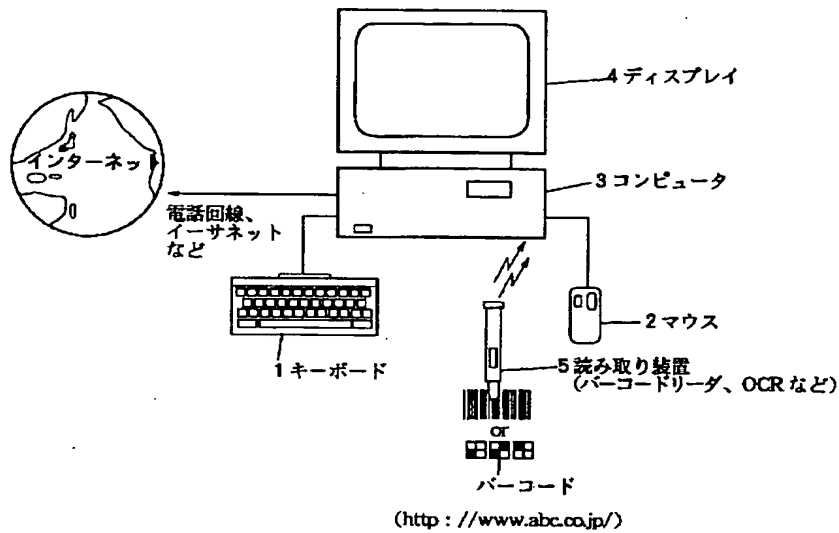 4 ディスプレイ
インターネット
3 コンピュータ
電話回線、
イーサネット
など
2 マウス
1 キーボード
5 読み取り装置
(バーコードリーダ、OCR など)
or
バーコード
(http : //www.abc.co.jp/)